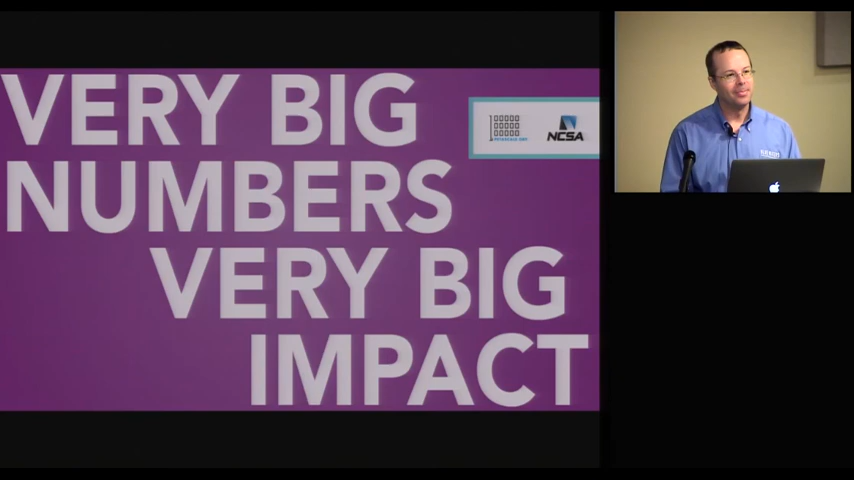 VERY BIG
NUMBERS
VERY BIG
IMPACT
NCSA